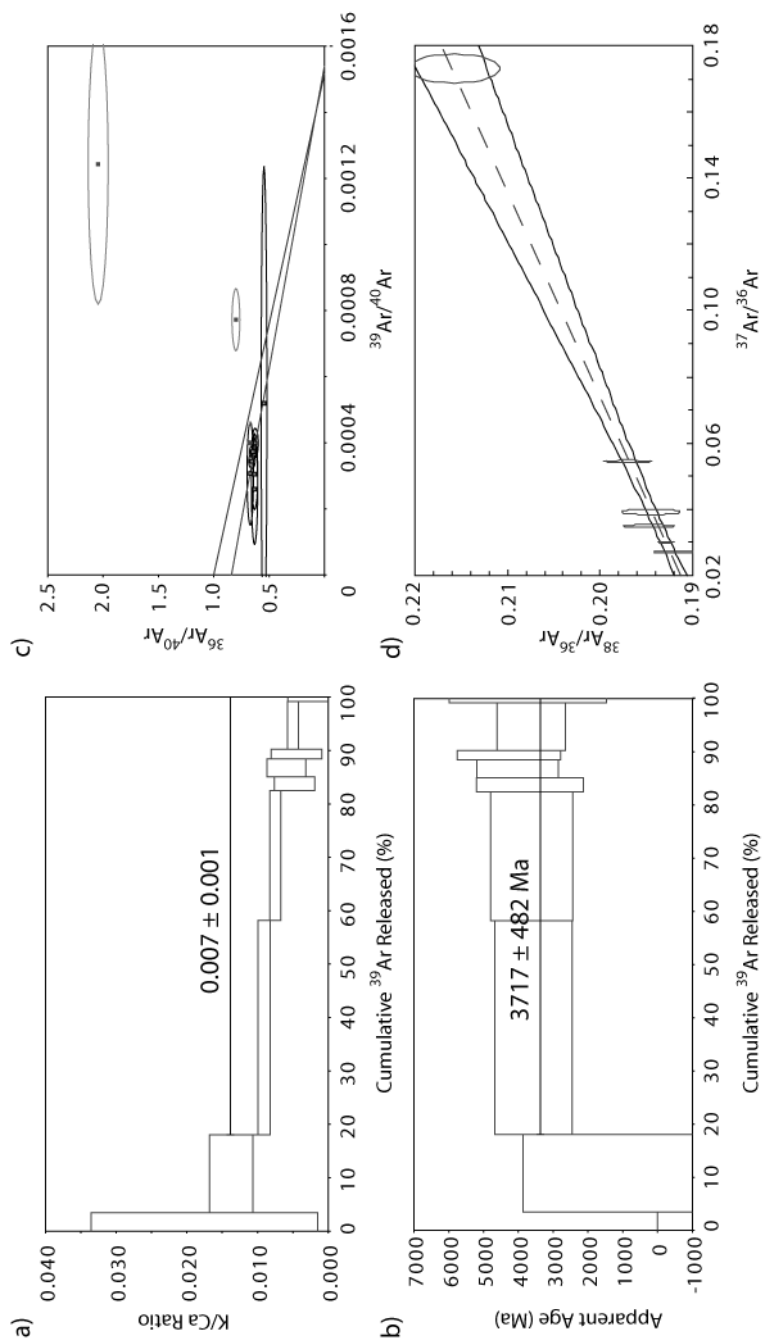 a)
K/Ca Ratio
0.040
0.030
0.020
0.010
0.000
0.007 ± 0.001
0 10 20 30 40 50 60 70 80 90 100
Cumulative ³⁹Ar Released (%)
b)
Apparent Age (Ma)
7000
6000
5000
4000
3000
2000
1000
0
-1000
3717 ± 482 Ma
0 10 20 30 40 50 60 70 80 90 100
Cumulative ³⁹Ar Released (%)
c)
³⁶Ar/⁴⁰Ar
2.5
2.0
1.5
1.0
0.5
0 0.0004 0.0008 0.0012 0.0016
³⁹Ar/⁴⁰Ar
d)
³⁸Ar/³⁶Ar
0.22
0.21
0.20
0.19
0.02 0.06 0.10 0.14 0.18
³⁷Ar/³⁶Ar